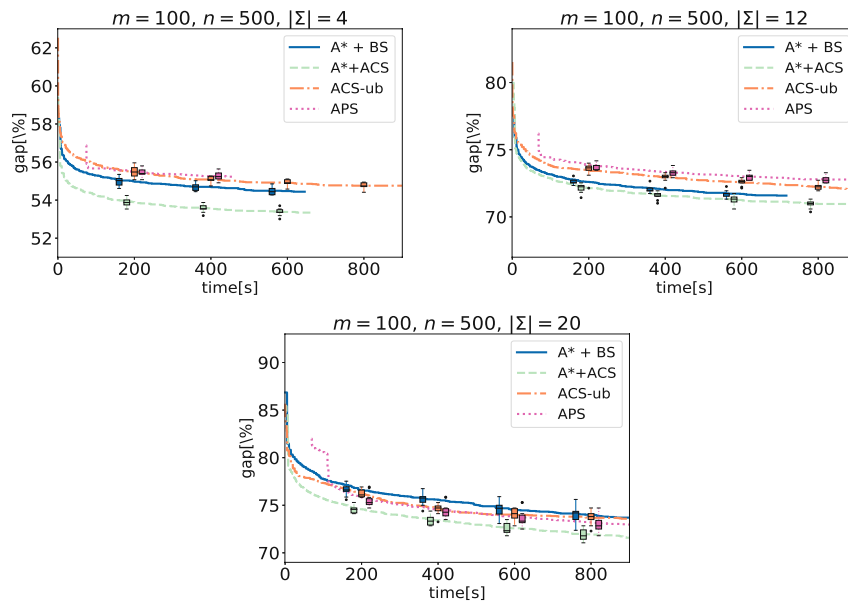 m = 100, n = 500, |Σ| = 4
62
60
58
56
54
52
gap[\%]
0 200 400 600 800
time[s]
A* + BS
A*+ACS
ACS-ub
APS
m = 100, n = 500, |Σ| = 12
80
75
70
gap[\%]
0 200 400 600 800
time[s]
A* + BS
A*+ACS
ACS-ub
APS
m = 100, n = 500, |Σ| = 20
90
85
80
75
70
gap[\%]
0 200 400 600 800
time[s]
A* + BS
A*+ACS
ACS-ub
APS